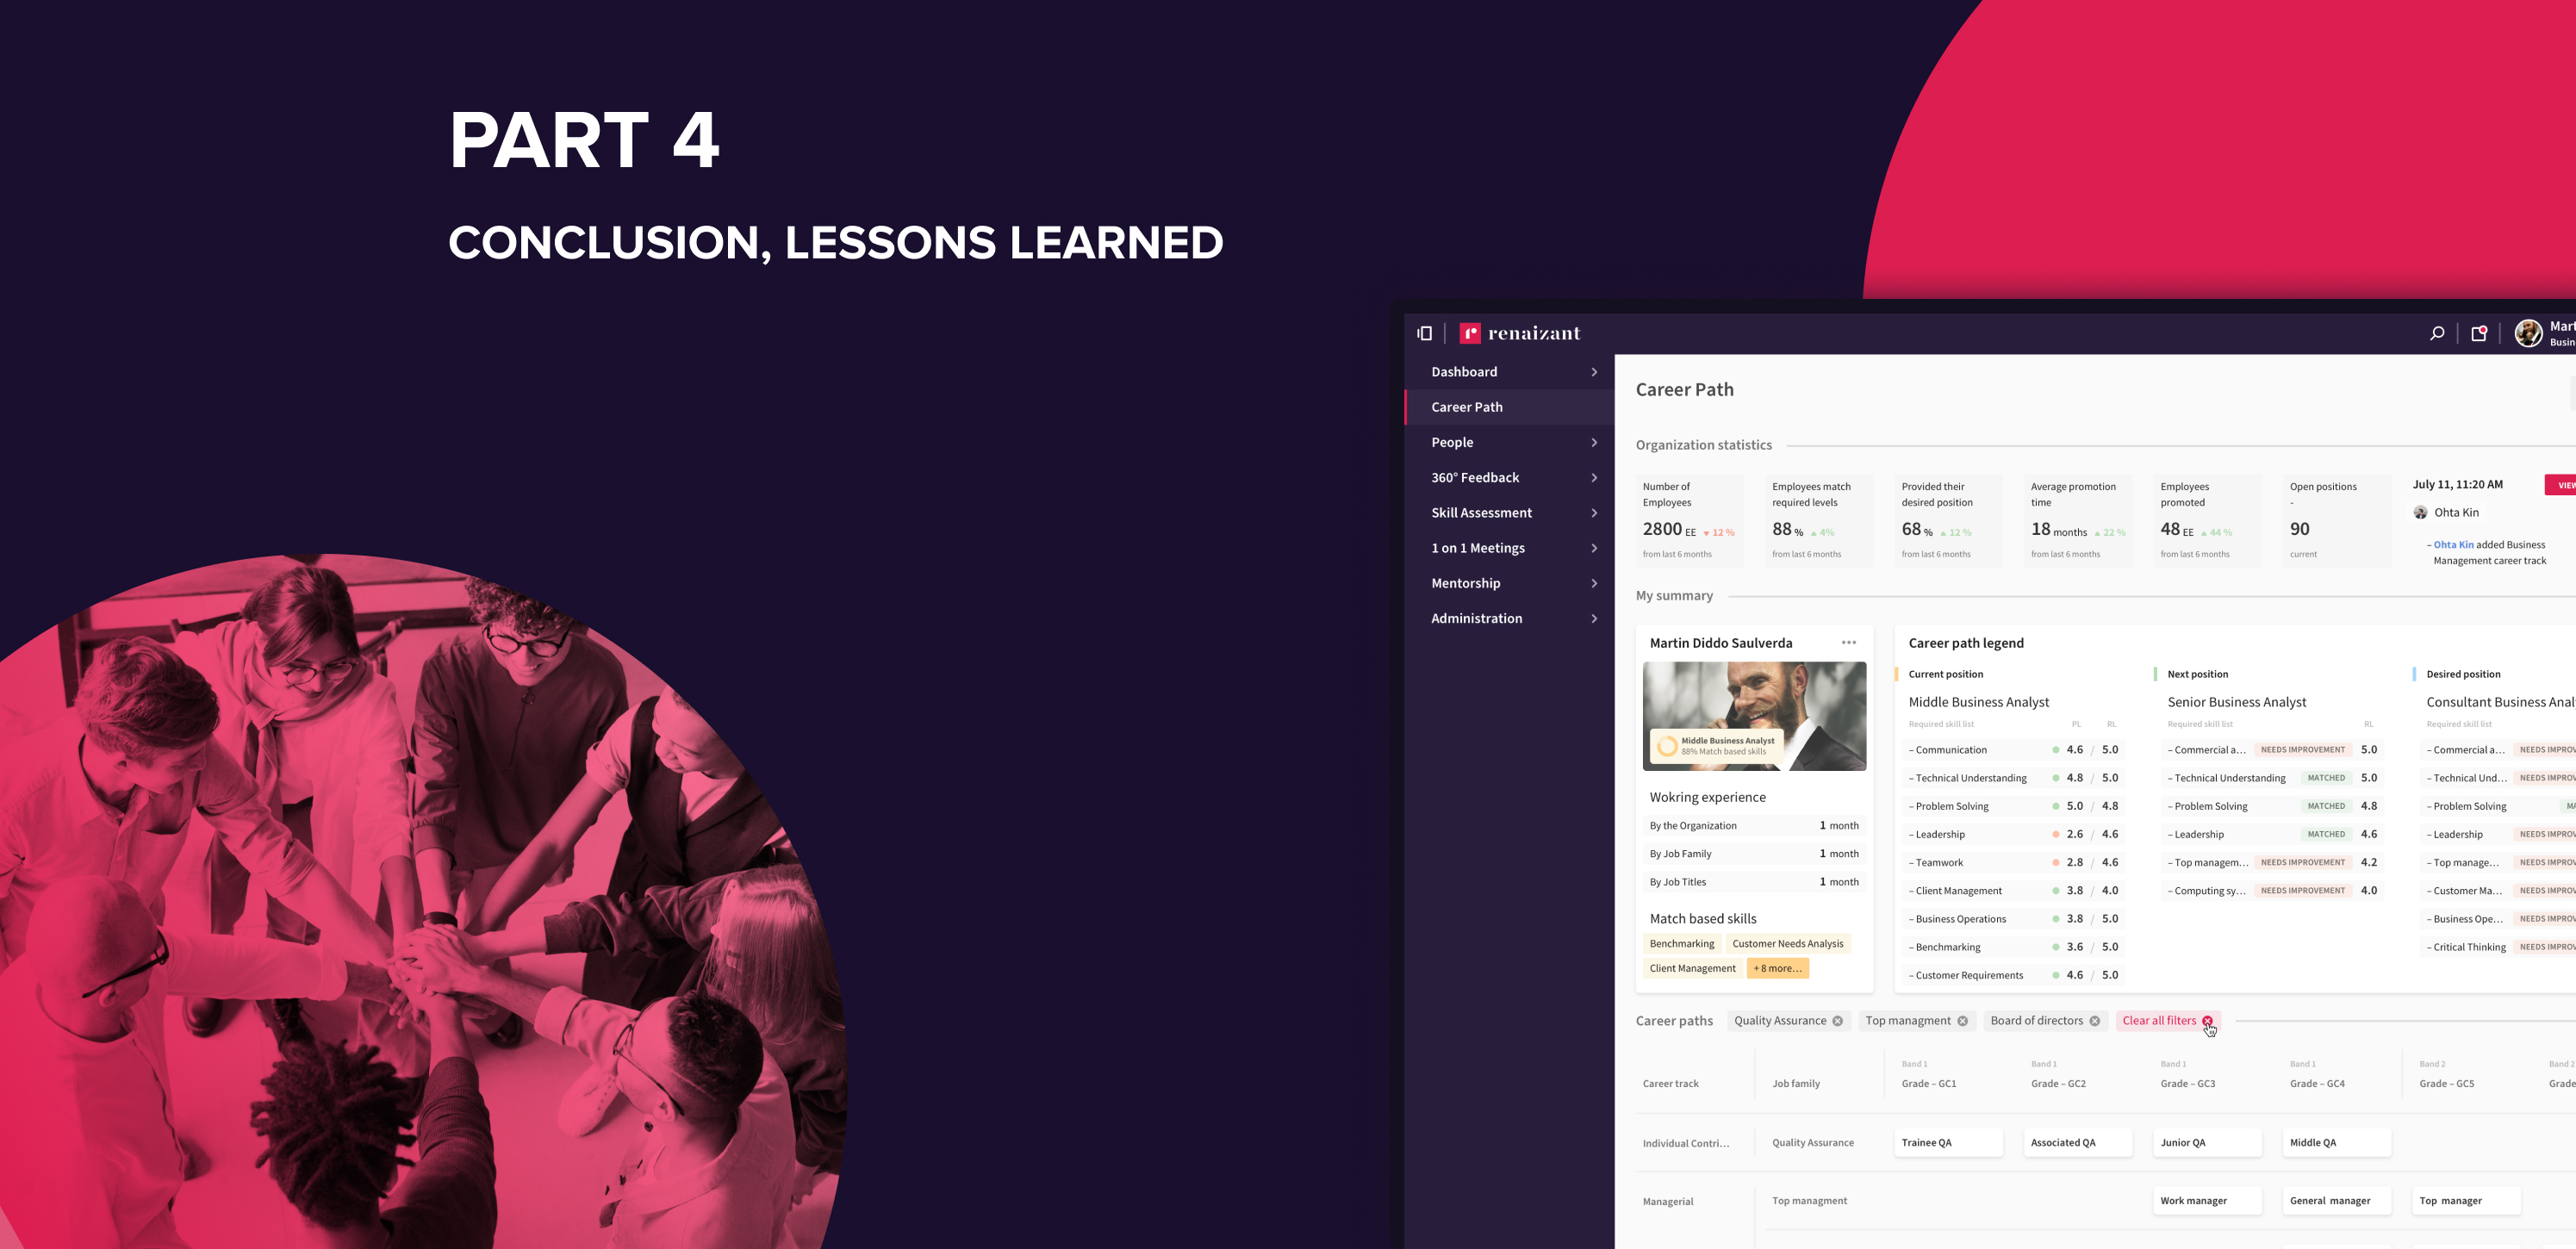 PART 4
CONCLUSION, LESSONS LEARNED
renaizant
Dashboard
Career Path
People
360° Feedback
Skill Assessment
1 on 1 Meetings
Mentorship
Administration
Career Path
Organization statistics
Number of
Employees
2800 EE 12 %
from last 6 months
Employees match
required levels
88 % 4%
from last 6 months
Provided their
desired position
68 % 12 %
from last 6 months
Average promotion
time
18 months 22 %
from last 6 months
Employees
promoted
48 EE 44 %
from last 6 months
Open positions
-
90
current
July 11, 11:20 AM
Ohta Kin
– Ohta Kin added Business
Management career track
My summary
Martin Diddo Saulverda
Middle Business Analyst
88% Match based skills
Wokring experience
By the Organization 1 month
By Job Family 1 month
By Job Titles 1 month
Match based skills
Benchmarking Customer Needs Analysis
Client Management + 8 more...
Career path legend
Current position
Middle Business Analyst
Required skill list PL RL
– Communication 4.6 / 5.0
– Technical Understanding 4.8 / 5.0
– Problem Solving 5.0 / 4.8
– Leadership 2.6 / 4.6
– Teamwork 2.8 / 4.6
– Client Management 3.8 / 4.0
– Business Operations 3.8 / 5.0
– Benchmarking 3.6 / 5.0
– Customer Requirements 4.6 / 5.0
Next position
Senior Business Analyst
Required skill list RL
– Commercial a... NEEDS IMPROVEMENT 5.0
– Technical Understanding MATCHED 5.0
– Problem Solving MATCHED 4.8
– Leadership MATCHED 4.6
– Top managem... NEEDS IMPROVEMENT 4.2
– Computing sy... NEEDS IMPROVEMENT 4.0
Desired position
Consultant Business Anal
Required skill list
– Commercial a... NEEDS IMPROV
– Technical Und... NEEDS IMPROV
– Problem Solving MA
– Leadership NEEDS IMPROV
– Top manage... NEEDS IMPROV
– Customer Ma... NEEDS IMPROV
– Business Ope... NEEDS IMPROV
– Critical Thinking NEEDS IMPROV
Career paths Quality Assurance Top managment Board of directors Clear all filters
Band 1 Band 1 Band 1 Band 1 Band 2 Band 2
Career track Job family Grade – GC1 Grade – GC2 Grade – GC3 Grade – GC4 Grade – GC5 Grade
Individual Contri... Quality Assurance Trainee QA Associated QA Junior QA Middle QA
Managerial Top managment Work manager General manager Top manager